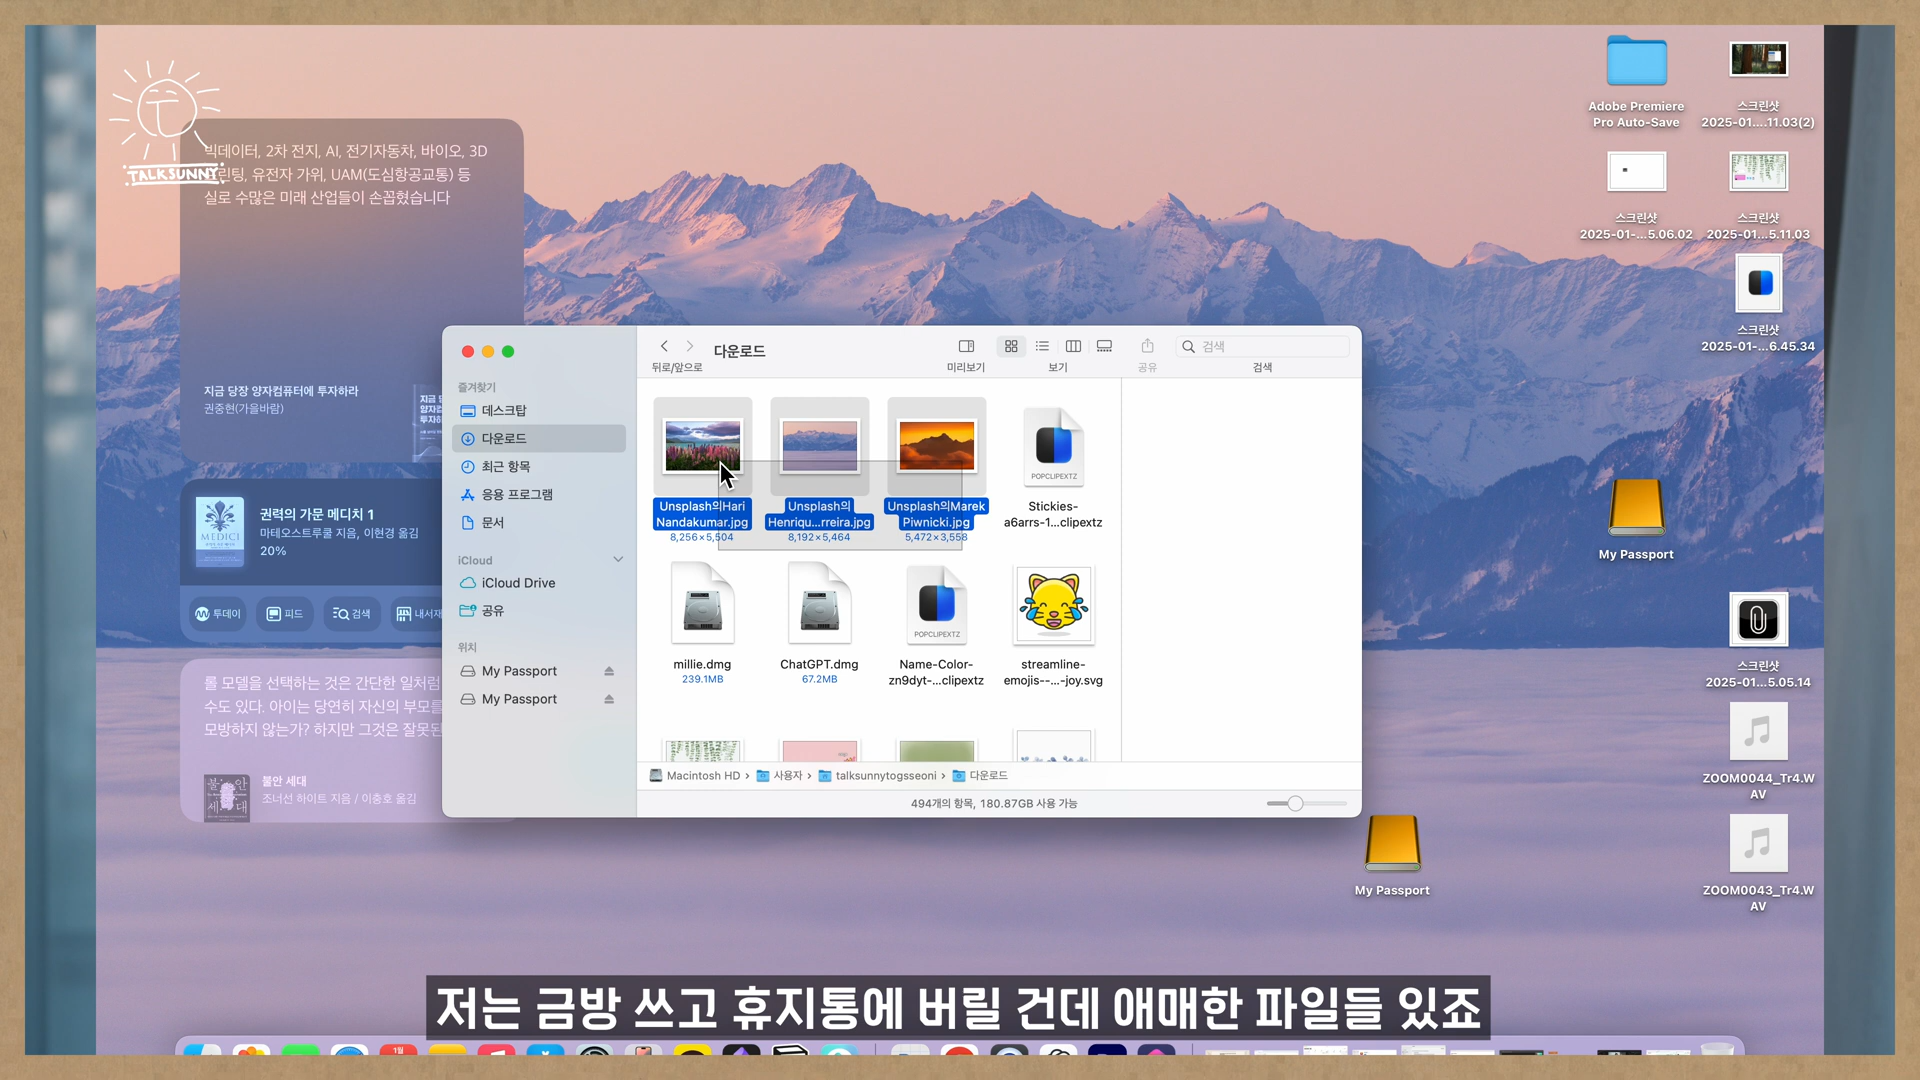 T
TALKSUNNY
빅데이터, 2차 전지, AI, 전기자동차, 바이오, 3D
린팅, 유전자 가위, UAM(도심항공교통) 등
실로 수많은 미래 산업들이 손꼽혔습니다
지금 당장 양자컴퓨터에 투자하라
권중현(가을바람)
MEDICI
권력의 가문 메디치 1
마테오스트루쿨 지음, 이현경 옮김
20%
투데이
피드
검색
내서재
롤 모델을 선택하는 것은 간단한 일처럼
수도 있다. 아이는 당연히 자신의 부모를
모방하지 않는가? 하지만 그것은 잘못된
불안 세대
불안 세대
조너선 하이트 지음 / 이충호 옮김
뒤로/앞으로
다운로드
미리보기
보기
공유
검색
검색
즐겨찾기
데스크탑
다운로드
최근 항목
응용 프로그램
문서
iCloud
iCloud Drive
공유
위치
My Passport
My Passport
Unsplash의Hari
Nandakumar.jpg
8,256×5,504
Unsplash의
Henriqu...rreira.jpg
8,192×5,464
Unsplash의Marek
Piwnicki.jpg
5,472×3,558
POPCLIPEXTZ
Stickies-
a6arrs-1...clipextz
millie.dmg
239.1MB
ChatGPT.dmg
67.2MB
POPCLIPEXTZ
Name-Color-
zn9dyt-...clipextz
streamline-
emojis--...-joy.svg
Macintosh HD › 사용자 › talksunnytogsseoni › 다운로드
494개의 항목, 180.87GB 사용 가능
Adobe Premiere
Pro Auto-Save
스크린샷
2025-01....11.03(2)
스크린샷
2025-01-...5.06.02
스크린샷
2025-01...5.11.03
스크린샷
2025-01-...6.45.34
My Passport
스크린샷
2025-01...5.05.14
ZOOM0044_Tr4.W
AV
My Passport
ZOOM0043_Tr4.W
AV
저는 금방 쓰고 휴지통에 버릴 건데 애매한 파일들 있죠
1월